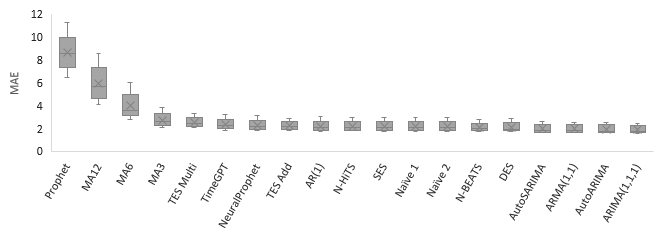 12
10
8
6
4
2
0
MAE
Prophet
MA12
MA6
MA3
TES Multi
TimeGPT
NeuralProphet
TES Add
AR(1)
N-HiTS
SES
Naïve 1
Naïve 2
N-BEATS
DES
AutoSARIMA
ARMA(1,1)
AutoARIMA
ARIMA(1,1,1)